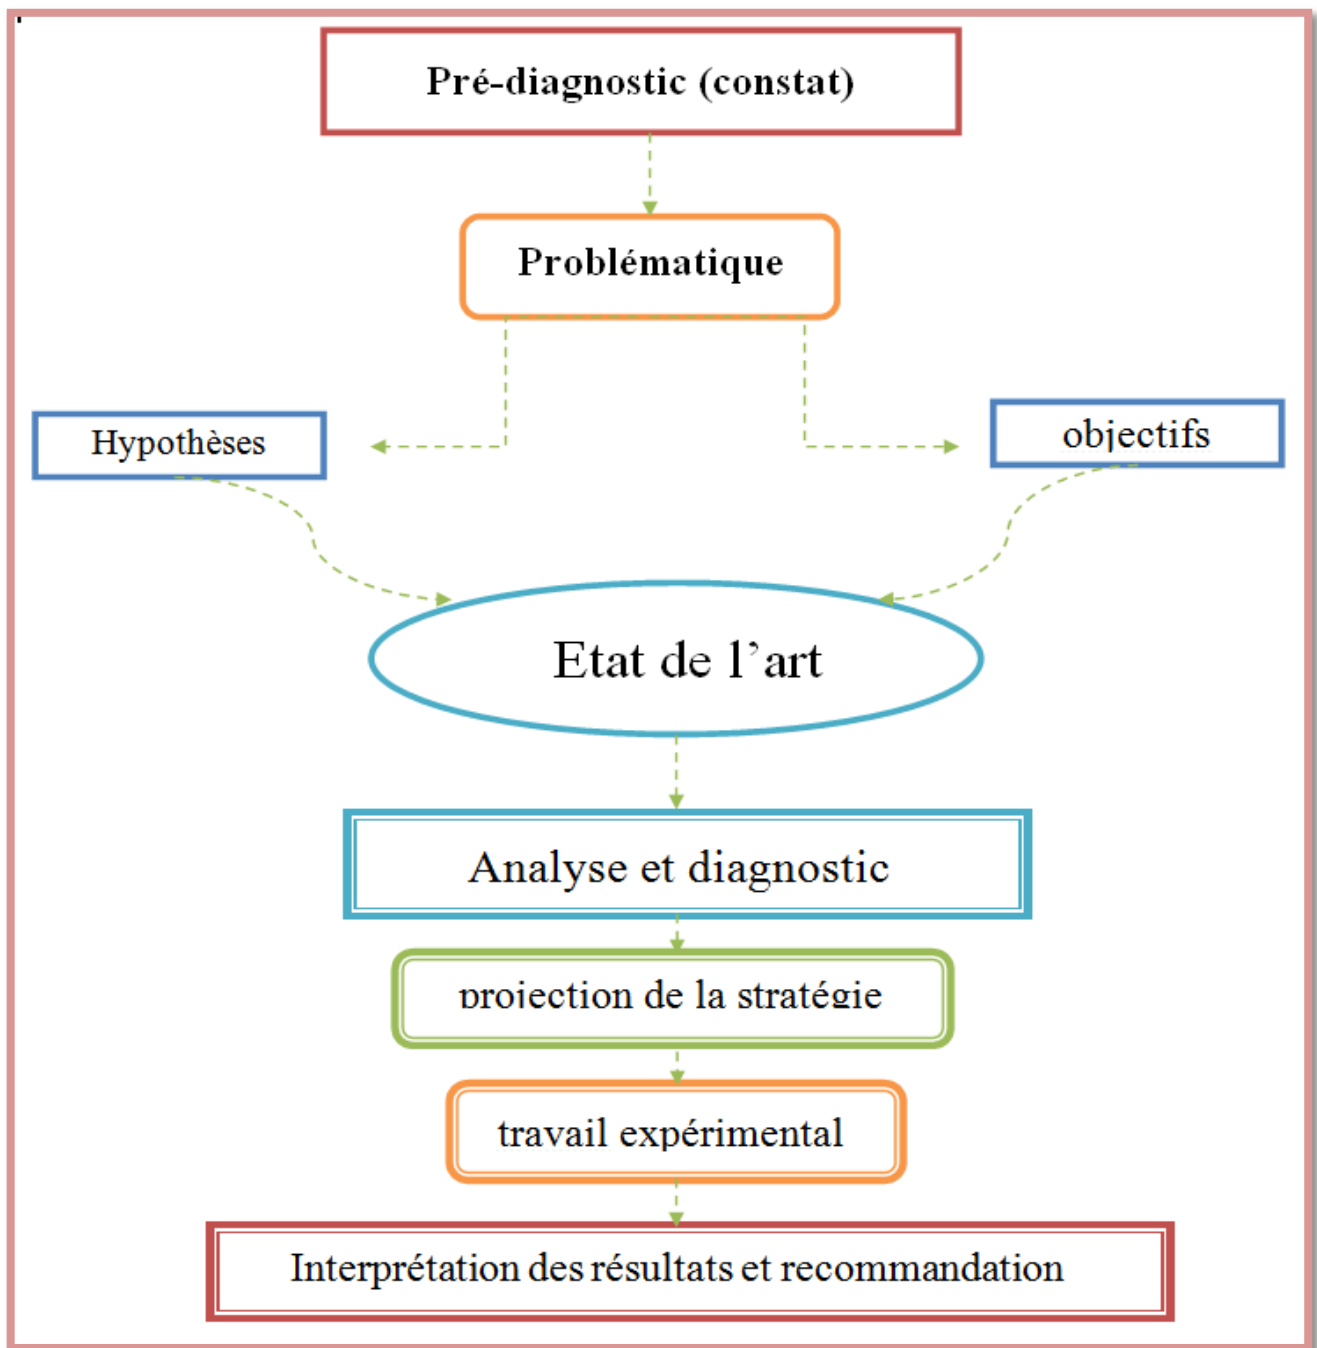 Pré-diagnostic (constat)
Problématique
Hypothèses
objectifs
Etat de l’art
Analyse et diagnostic
projection de la stratégie
travail expérimental
Interprétation des résultats et recommandation